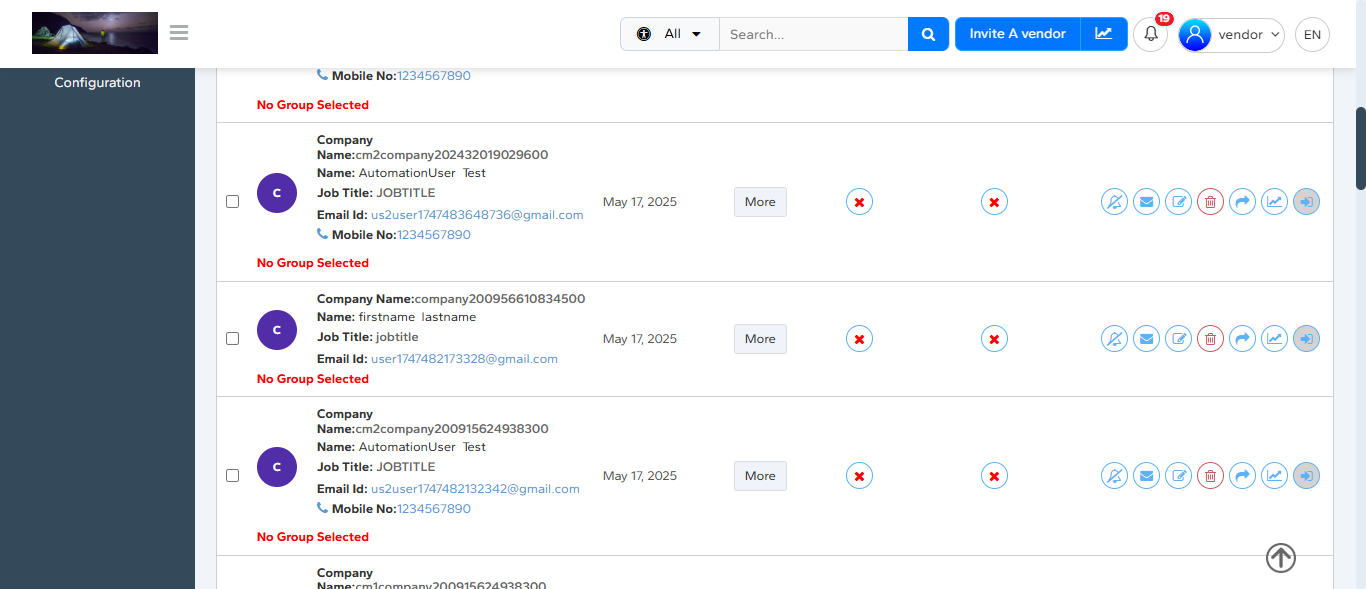 All
Search...
Invite A vendor
19
vendor
EN
Configuration
Mobile No:1234567890
No Group Selected
Company
Name:cm2company202432019029600
Name: AutomationUser Test
Job Title: JOBTITLE
Email Id: us2user1747483648736@gmail.com
Mobile No:1234567890
No Group Selected
C
May 17, 2025
More
Company Name:company200956610834500
Name: firstname lastname
Job Title: jobtitle
Email Id: user1747482173328@gmail.com
No Group Selected
C
May 17, 2025
More
Company
Name:cm2company200915624938300
Name: AutomationUser Test
Job Title: JOBTITLE
Email Id: us2user1747482132342@gmail.com
Mobile No:1234567890
No Group Selected
C
May 17, 2025
More
Company
Name:cm1company200915624938300